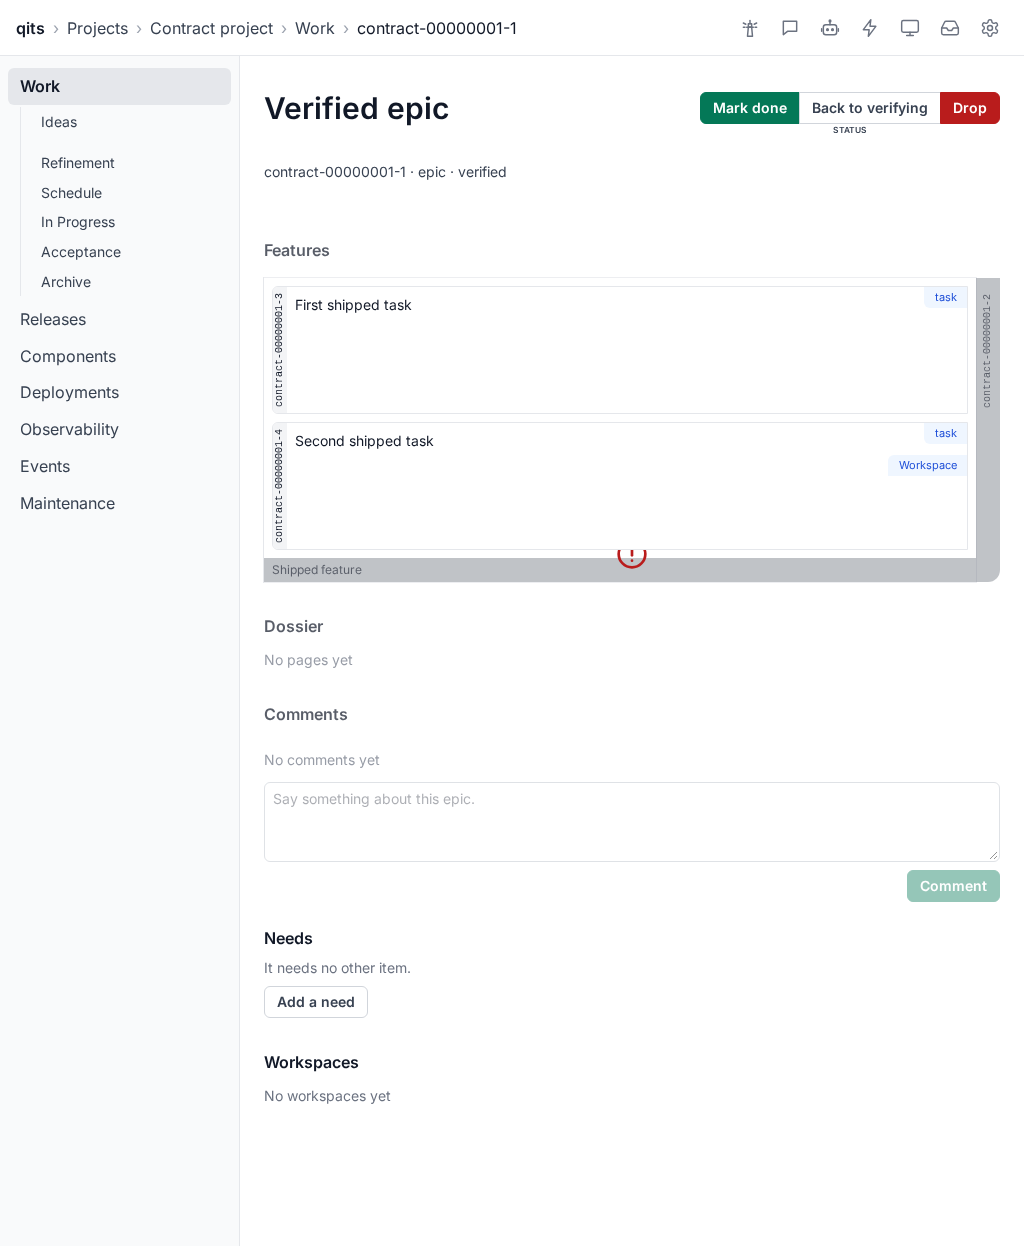 qits › Projects › Contract project › Work › contract-00000001-1
Work
Ideas
Refinement
Schedule
In Progress
Acceptance
Archive
Releases
Components
Deployments
Observability
Events
Maintenance
Verified epic
Mark done
Back to verifying
Drop
STATUS
contract-00000001-1 · epic · verified
Features
contract-00000001-3
First shipped task
task
contract-00000001-2
contract-00000001-4
Second shipped task
task
Workspace
Shipped feature
Dossier
No pages yet
Comments
No comments yet
Say something about this epic.
Comment
Needs
It needs no other item.
Add a need
Workspaces
No workspaces yet